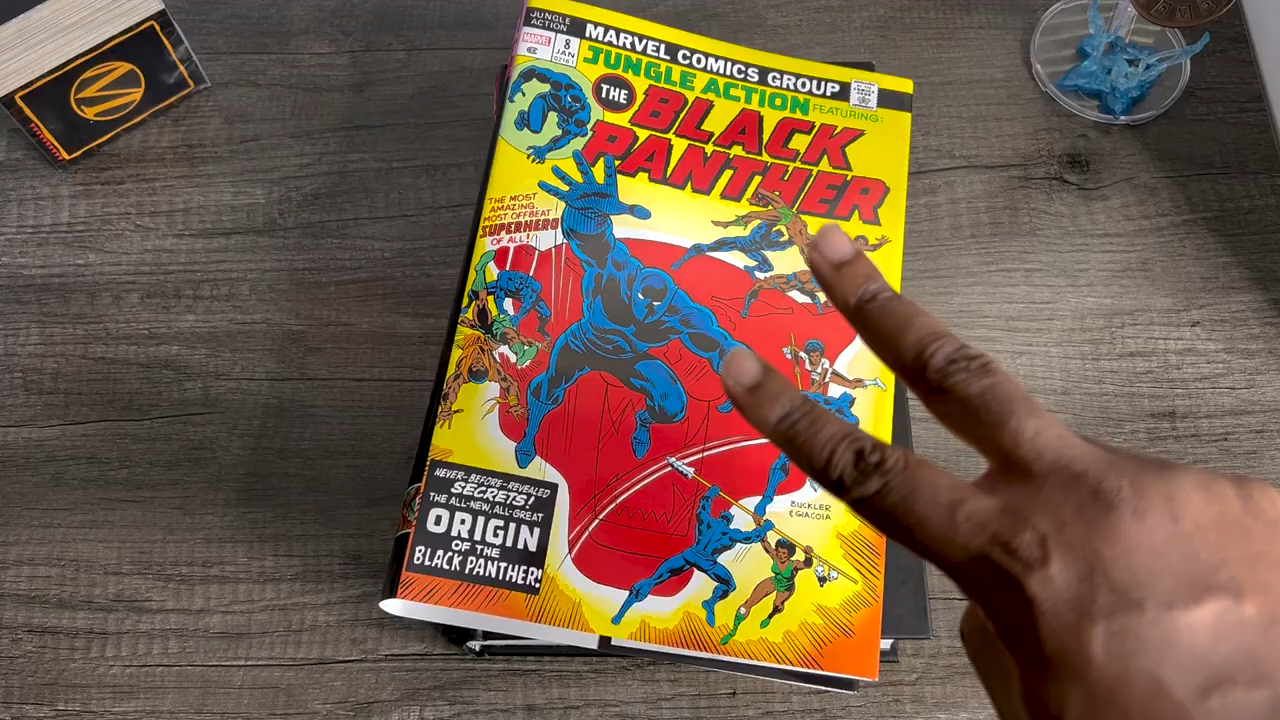 JUNGLE
ACTION
MARVEL
8
JAN
02161
MARVEL COMICS GROUP
JUNGLE ACTION
FEATURING:
THE
BLACK
PANTHER
THE MOST
AMAZING,
MOST OFFBEAT
SUPERHERO
OF ALL!
BUCKLER
& GIACOIA
NEVER-BEFORE-REVEALED
SECRETS!
THE ALL-NEW, ALL-GREAT
ORIGIN
OF THE
BLACK PANTHER!
M